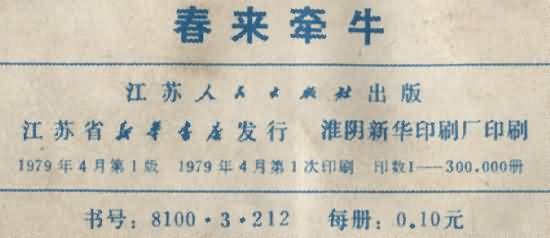 春来牵牛
江苏人民出版社出版
江苏省新华书店发行 淮阴新华印刷厂印刷
1979年4月第1版 1979年4月第1次印刷 印数1—300.000册
书号：8100·3·212 每册：0.10元